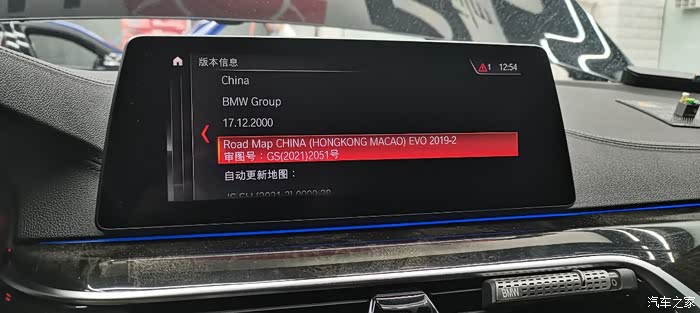 版本信息
1 12:54
China
BMW Group
17.12.2000
Road Map CHINA (HONGKONG MACAO) EVO 2019-2
审图号：GS(2021)2051号
自动更新地图：
BMW
汽车之家